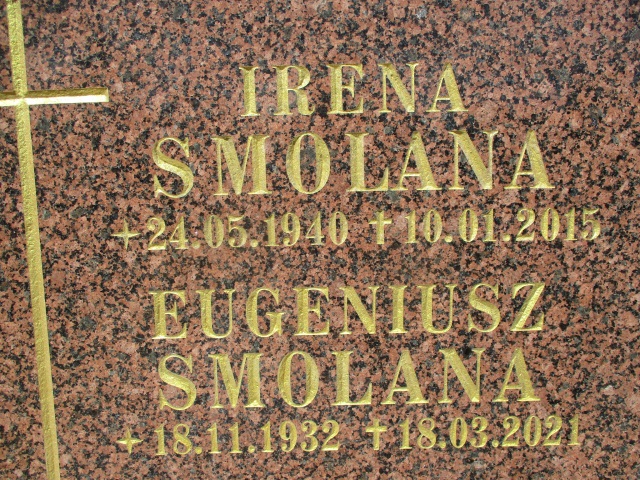 IRENA
SMOLANA
+24.05.1940 †10.01.2015
EUGENIUSZ
SMOLANA
+18.11.1932 †18.03.2021